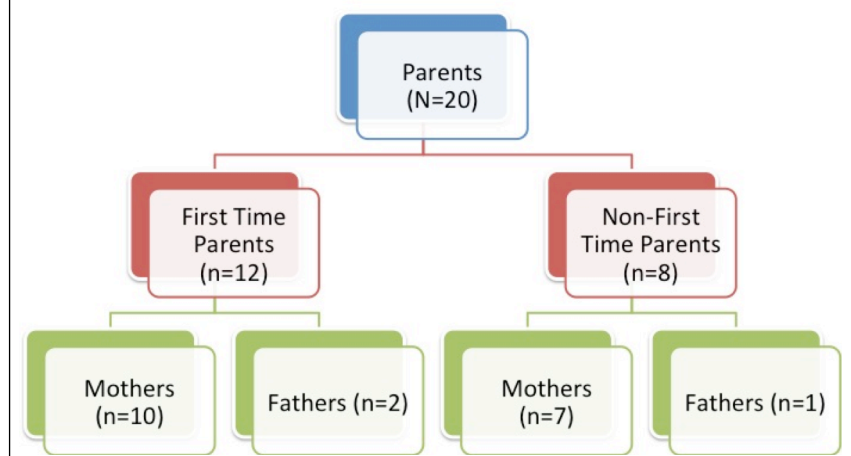 Parents
(N=20)
First Time
Parents
(n=12)
Non-First
Time Parents
(n=8)
Mothers
(n=10)
Fathers (n=2)
Mothers
(n=7)
Fathers (n=1)